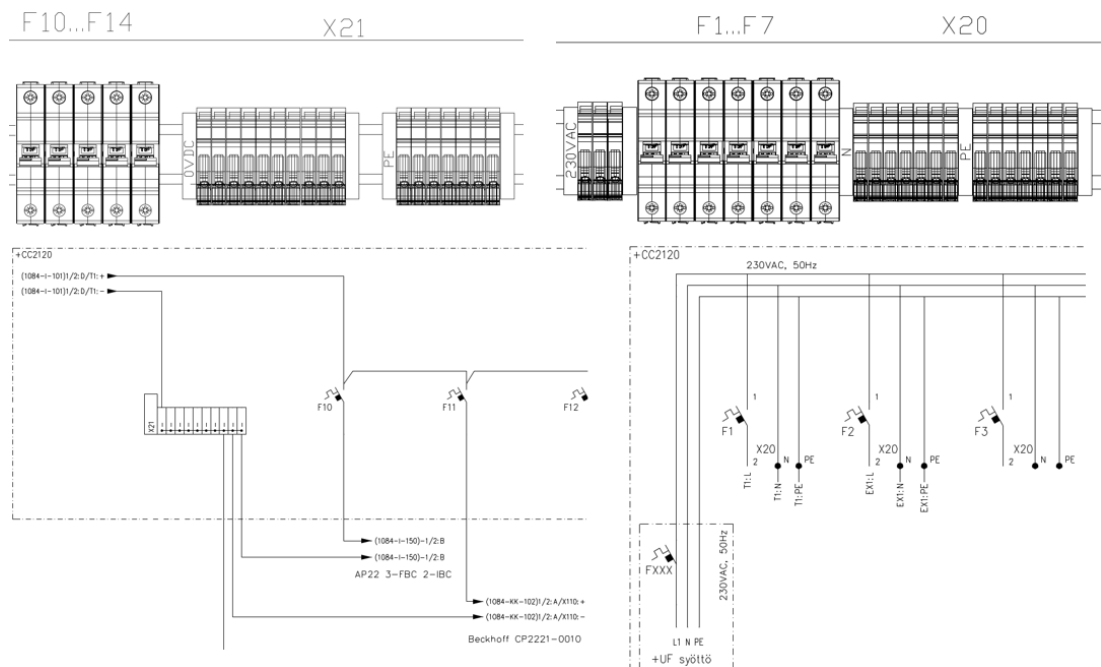 F10...F14
X21
F1...F7
X20
0VDC
PE
230VAC
N
PE
+CC2120
(1084-I-101)1/2:D/T1: +
(1084-I-101)1/2:D/T1: -
X21
F10
F11
F12
(1084-I-150)-1/2:B
(1084-I-150)-1/2:B
AP22 3-FBC 2-IBC
(1084-KK-102)1/2:A/X110: +
(1084-KK-102)1/2:A/X110: -
Beckhoff CP2221-0010
+CC2120
230VAC, 50Hz
1
F1
2
X20
N
PE
T1:L
T1:N
T1:PE
1
F2
2
X20
N
PE
EX1:L
EX1:N
EX1:PE
1
F3
2
X20
N
PE
FXXX
230VAC, 50Hz
L1 N PE
+UF syöttö